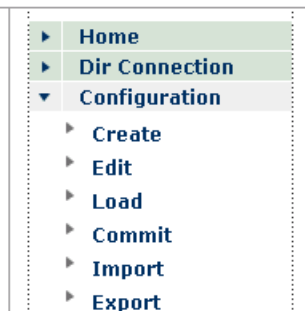 Home
Dir Connection
Configuration
Create
Edit
Load
Commit
Import
Export